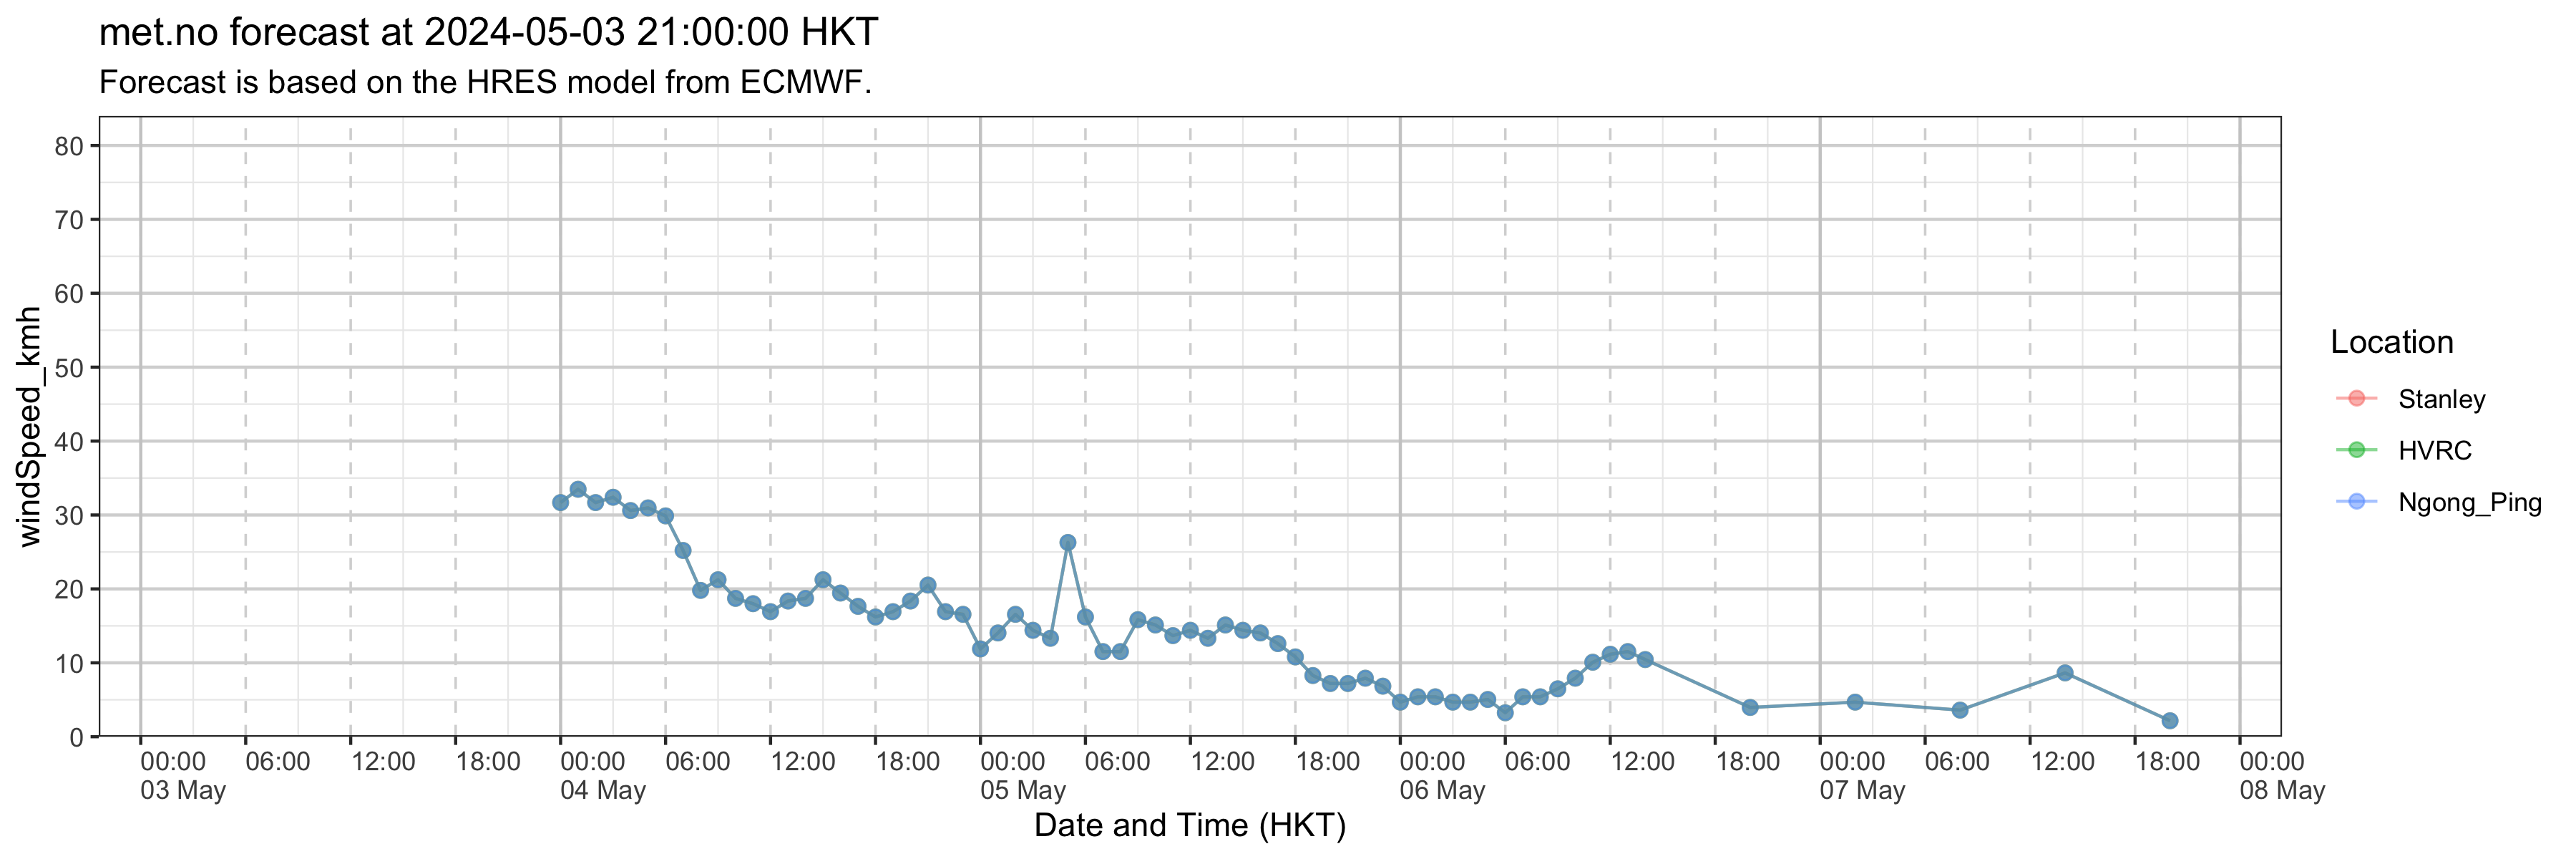 met.no forecast at 2024-05-03 21:00:00 HKT
Forecast is based on the HRES model from ECMWF.
windSpeed_kmh
80
70
60
50
40
30
20
10
0
00:00 06:00 12:00 18:00 00:00 06:00 12:00 18:00 00:00 06:00 12:00 18:00 00:00 06:00 12:00 18:00 00:00 06:00 12:00 18:00 00:00
03 May 04 May 05 May 06 May 07 May 08 May
Date and Time (HKT)
Location
Stanley
HVRC
Ngong_Ping